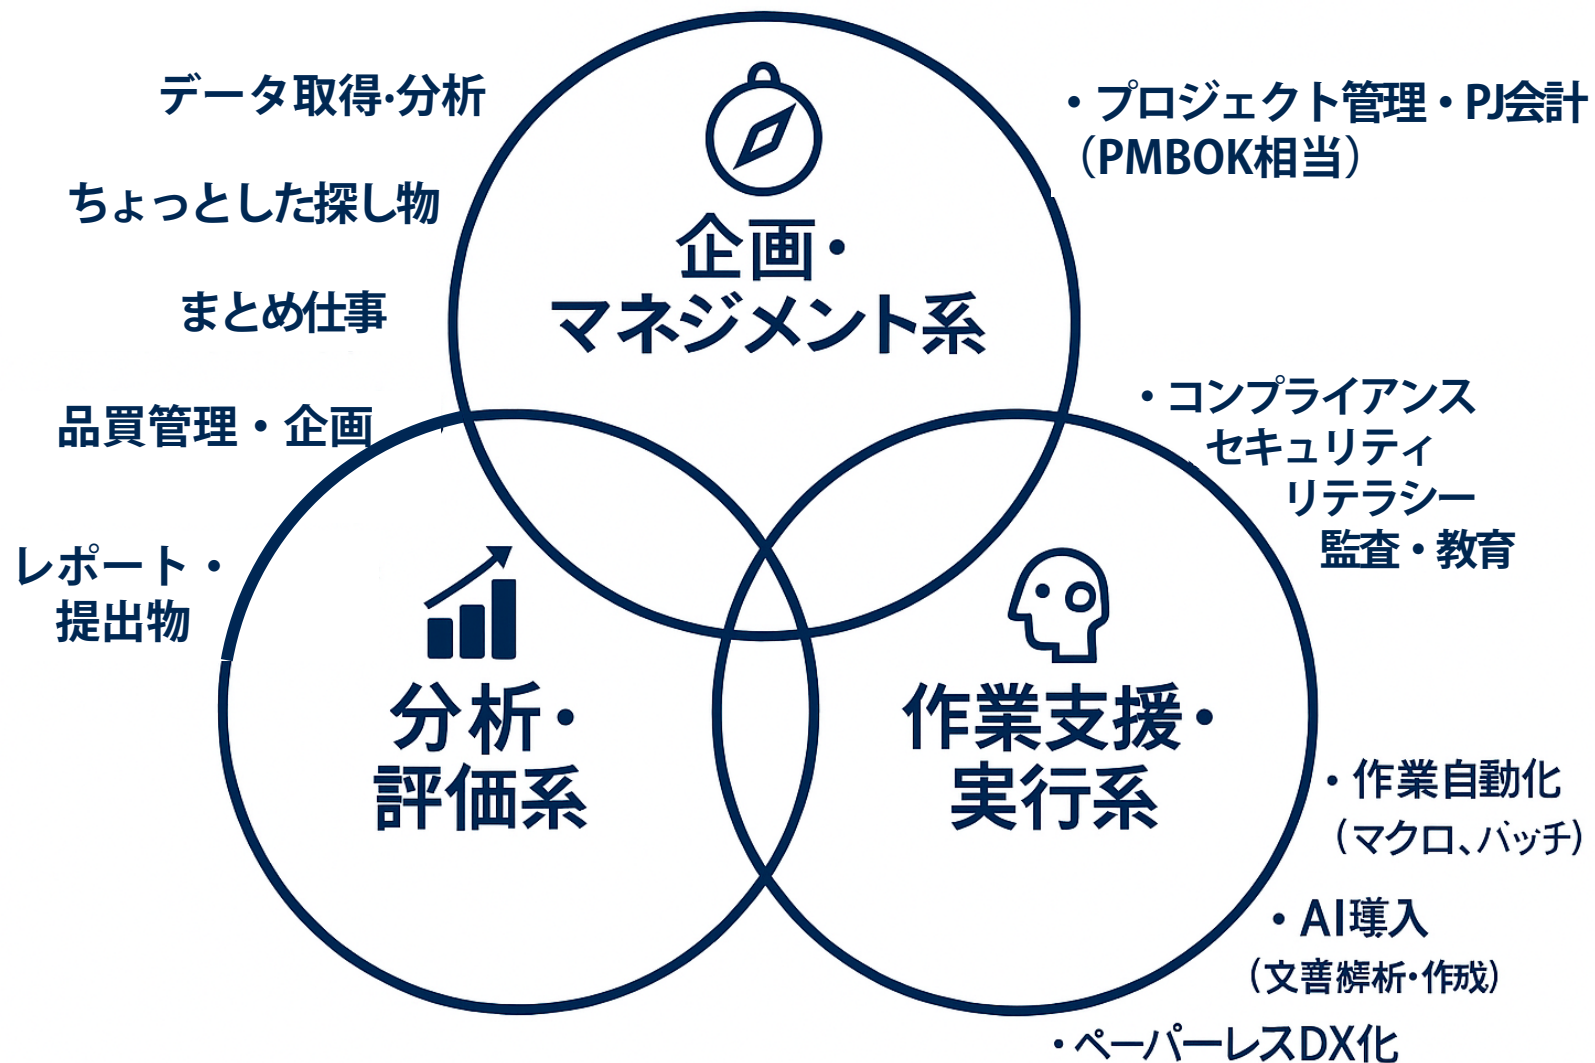 データ取得・分析
ちょっとした探し物
まとめ仕事
品買管理・企画
レポート・
提出物
企画・
マネジメント系
分析・
評価系
作業支援・
実行系
・プロジェクト管理・PJ会計
（PMBOK相当）
・コンプライアンス
セキュリティ
リテラシー
監査・教育
・作業自動化
（マクロ、バッチ）
・AI入
（文・作成）
・ペーパーレスDX化